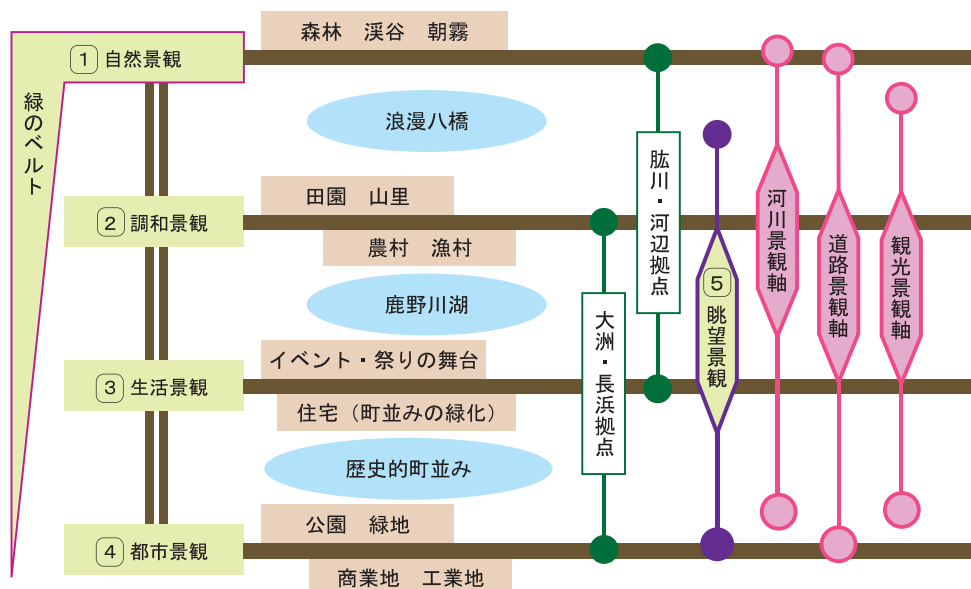 森林　渓谷　朝霧
① 自然景観
緑のベルト
浪漫八橋
田園　山里
② 調和景観
農村　漁村
鹿野川湖
イベント・祭りの舞台
③ 生活景観
住宅（町並みの緑化）
歴史的町並み
公園　緑地
④ 都市景観
商業地　工業地
大洲・長浜拠点
肱川・河辺拠点
⑤ 眺望景観
河川景観軸
道路景観軸
観光景観軸